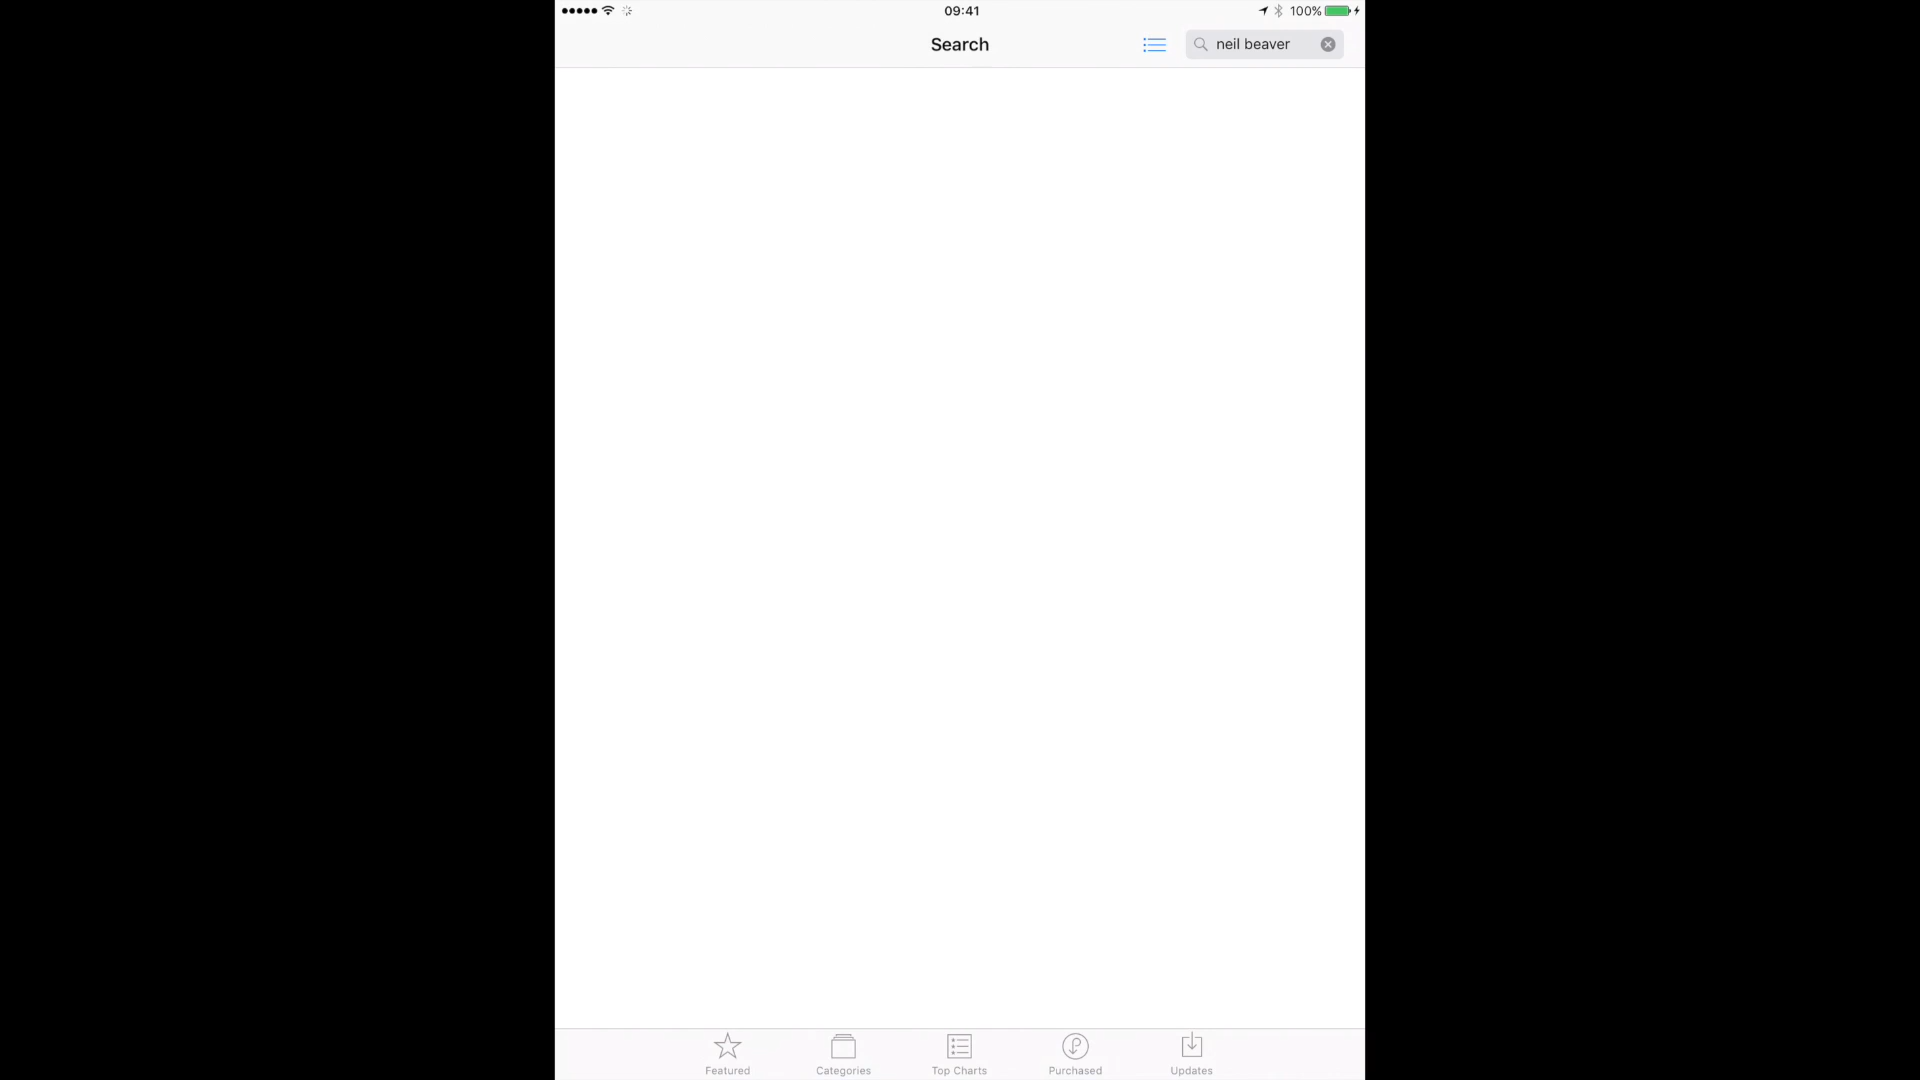 09:41
100%
Search
neil beaver
Featured
Categories
Top Charts
Purchased
Updates